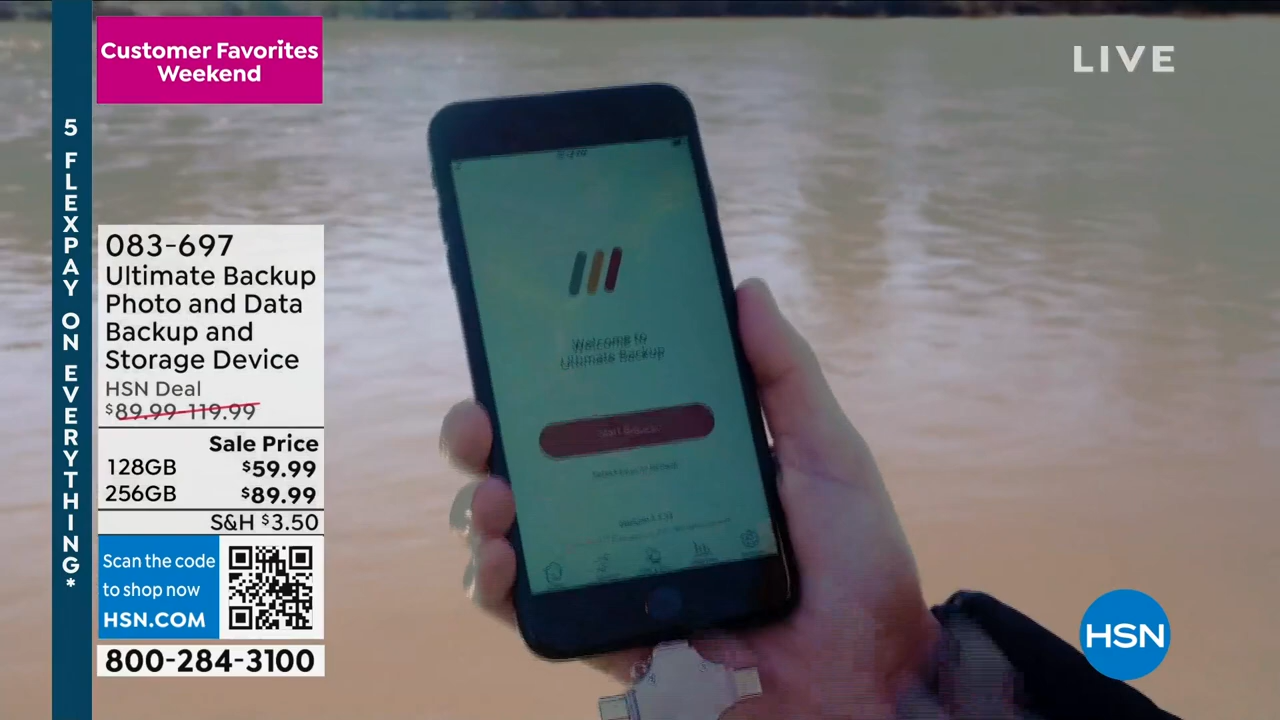 Customer Favorites
Weekend
LIVE
5 FLEXPAY ON EVERYTHING*
083-697
Ultimate Backup
Photo and Data
Backup and
Storage Device
HSN Deal
$89.99-119.99
Sale Price
128GB $59.99
256GB $89.99
S&H $3.50
Scan the code
to shop now
HSN.COM
800-284-3100
Welcome to
Ultimate Backup
HSN